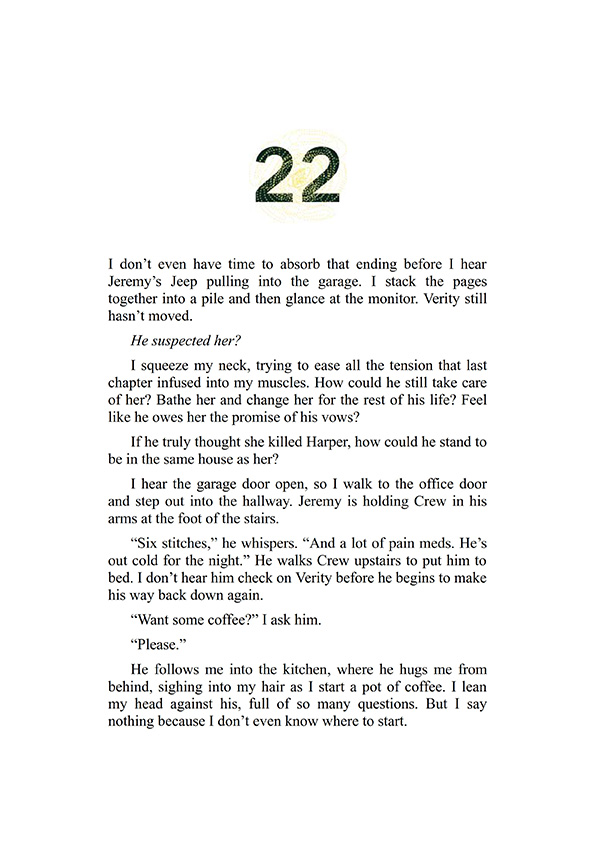 22
I don’t even have time to absorb that ending before I hear
Jeremy’s Jeep pulling into the garage. I stack the pages
together into a pile and then glance at the monitor. Verity still
hasn’t moved.
He suspected her?
I squeeze my neck, trying to ease all the tension that last
chapter infused into my muscles. How could he still take care
of her? Bathe her and change her for the rest of his life? Feel
like he owes her the promise of his vows?
If he truly thought she killed Harper, how could he stand to
be in the same house as her?
I hear the garage door open, so I walk to the office door
and step out into the hallway. Jeremy is holding Crew in his
arms at the foot of the stairs.
“Six stitches,” he whispers. “And a lot of pain meds. He’s
out cold for the night.” He walks Crew upstairs to put him to
bed. I don’t hear him check on Verity before he begins to make
his way back down again.
“Want some coffee?” I ask him.
“Please.”
He follows me into the kitchen, where he hugs me from
behind, sighing into my hair as I start a pot of coffee. I lean
my head against his, full of so many questions. But I say
nothing because I don’t even know where to start.